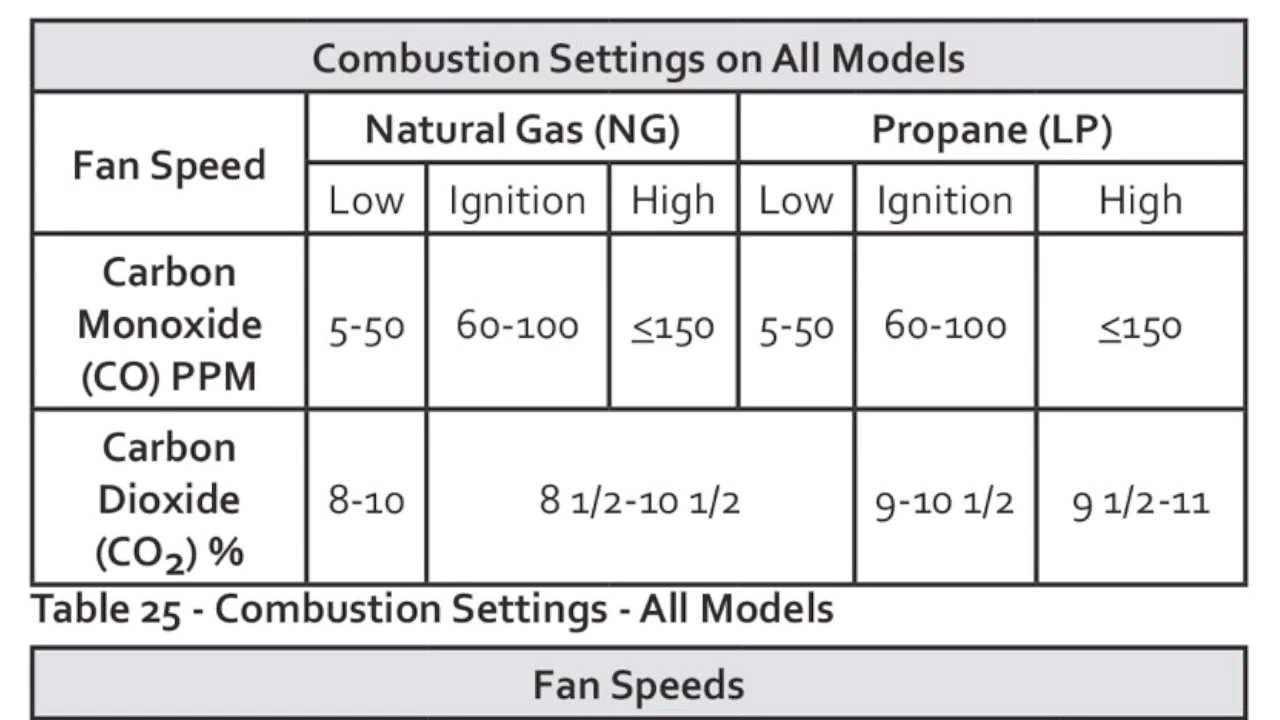 Combustion Settings on All Models
Fan Speed
Natural Gas (NG)
Propane (LP)
Low
Ignition
High
Low
Ignition
High
Carbon
Monoxide
(CO) PPM
5-50
60-100
≤150
5-50
60-100
≤150
Carbon
Dioxide
(CO₂) %
8-10
8 1/2-10 1/2
9-10 1/2
9 1/2-11
Table 25 - Combustion Settings - All Models
Fan Speeds